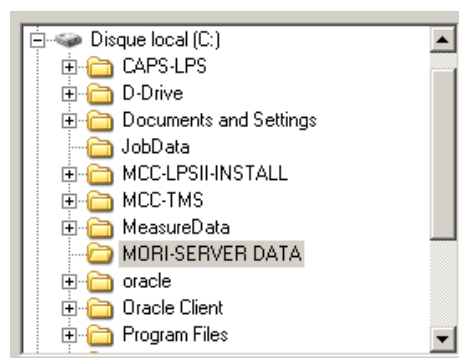 Disque local (C:)
CAPS-LPS
D-Drive
Documents and Settings
JobData
MCC-LPSII-INSTALL
MCC-TMS
MeasureData
MORI-SERVER DATA
oracle
Oracle Client
Program Files